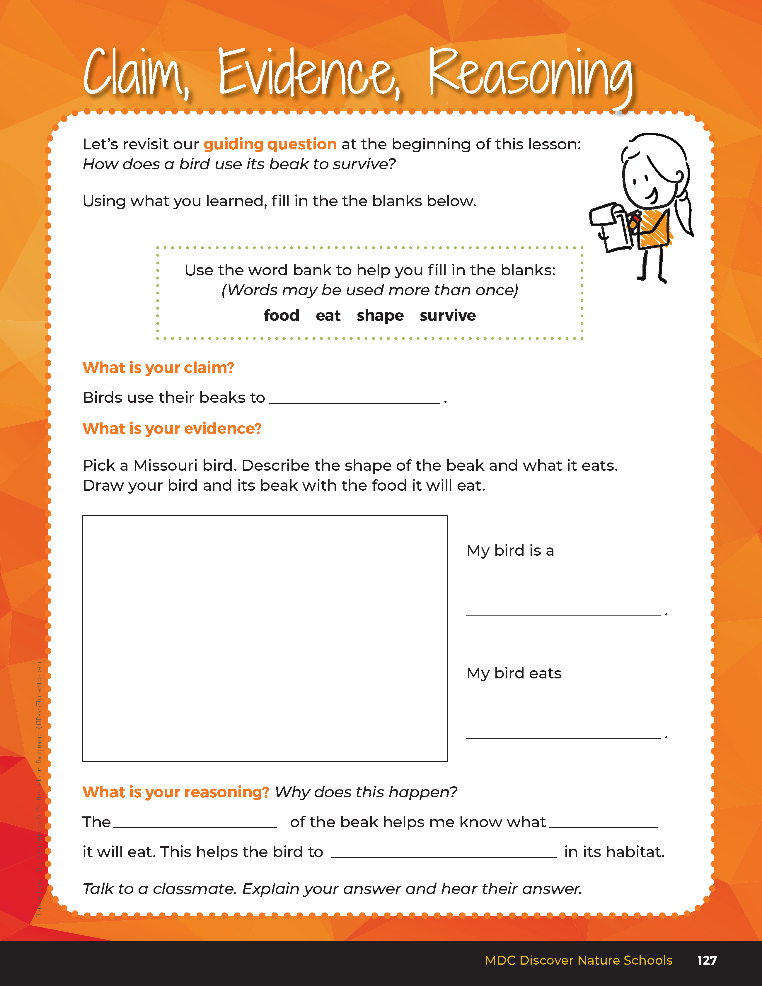 Claim, Evidence, Reasoning
Let's revisit our guiding question at the beginning of this lesson:
How does a bird use its beak to survive?
Using what you learned, fill in the the blanks below.
Use the word bank to help you fill in the blanks:
(Words may be used more than once)
food eat shape survive
What is your claim?
Birds use their beaks to ____________________ .
What is your evidence?
Pick a Missouri bird. Describe the shape of the beak and what it eats.
Draw your bird and its beak with the food it will eat.
My bird is a
____________________ .
My bird eats
____________________ .
What is your reasoning? Why does this happen?
The ____________________ of the beak helps me know what ____________________
it will eat. This helps the bird to ____________________ in its habitat.
Talk to a classmate. Explain your answer and hear their answer.
MDC Discover Nature Schools 127